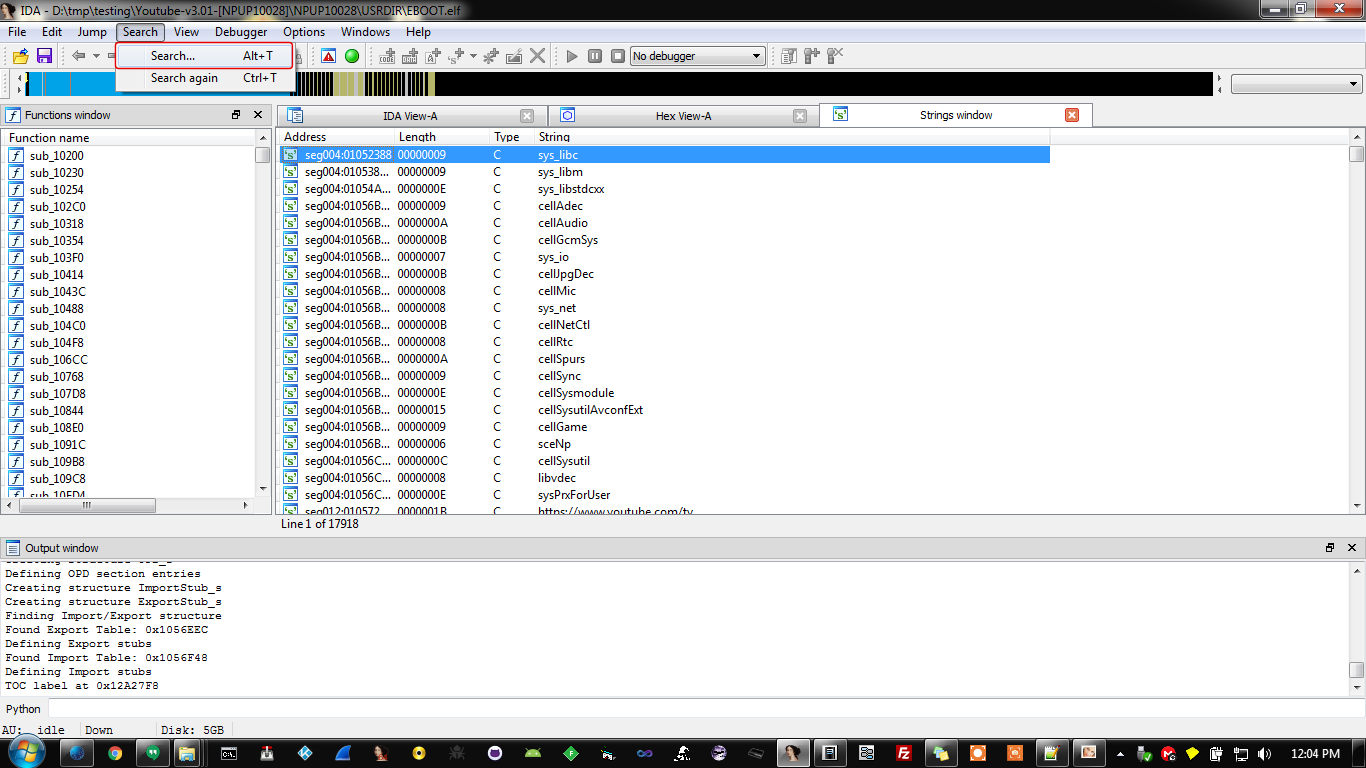 IDA - D:\tmp\testing\Youtube-v3.01-[NPUP10028]\NPUP10028\USRDIR\EBOOT.elf
File Edit Jump Search View Debugger Options Windows Help
Search... Alt+T
Search again Ctrl+T
No debugger
Functions window
IDA View-A
Hex View-A
Strings window
Function name
sub_10200
sub_10230
sub_10254
sub_102C0
sub_10318
sub_10354
sub_103F0
sub_10414
sub_1043C
sub_10488
sub_104C0
sub_104F8
sub_106CC
sub_10768
sub_107D8
sub_10844
sub_108E0
sub_1091C
sub_109B8
sub_109C8
Address Length Type String
seg004:01052388 00000009 C sys_libc
seg004:010538... 00000009 C sys_libm
seg004:01054A... 0000000E C sys_libstdcxx
seg004:01056B... 00000009 C cellAdec
seg004:01056B... 0000000A C cellAudio
seg004:01056B... 0000000B C cellGcmSys
seg004:01056B... 00000007 C sys_io
seg004:01056B... 0000000B C cellJpgDec
seg004:01056B... 00000008 C cellMic
seg004:01056B... 00000008 C sys_net
seg004:01056B... 0000000B C cellNetCtl
seg004:01056B... 00000008 C cellRtc
seg004:01056B... 0000000A C cellSpurs
seg004:01056B... 00000009 C cellSync
seg004:01056B... 0000000E C cellSysmodule
seg004:01056B... 00000015 C cellSysutilAvconfExt
seg004:01056B... 00000009 C cellGame
seg004:01056B... 00000006 C sceNp
seg004:01056C... 0000000C C cellSysutil
seg004:01056C... 00000008 C libvdec
seg004:01056C... 0000000E C sysPrxForUser
seg012:010572... 0000001B C https://www.youtube.com/tv
Line 1 of 17918
Output window
Defining OPD section entries
Creating structure ImportStub_s
Creating structure ExportStub_s
Finding Import/Export structure
Found Export Table: 0x1056EEC
Defining Export stubs
Found Import Table: 0x1056F48
Defining Import stubs
TOC label at 0x12A27F8
Python
AU: idle Down Disk: 5GB
12:04 PM